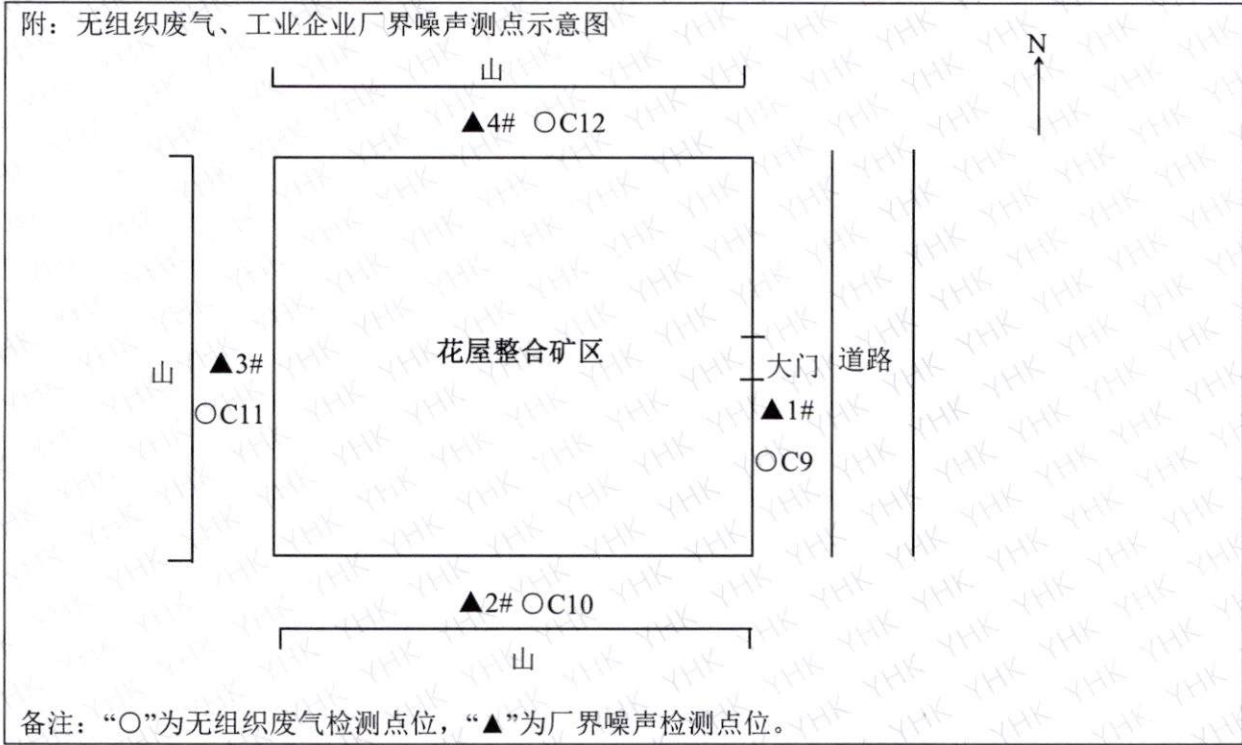 附：无组织废气、工业企业厂界噪声测点示意图
N
山
▲4# ○C12
花屋整合矿区
山
▲3#
○C11
大门
道路
▲1#
○C9
▲2# ○C10
山
备注：“○”为无组织废气检测点位，“▲”为厂界噪声检测点位。
YHK